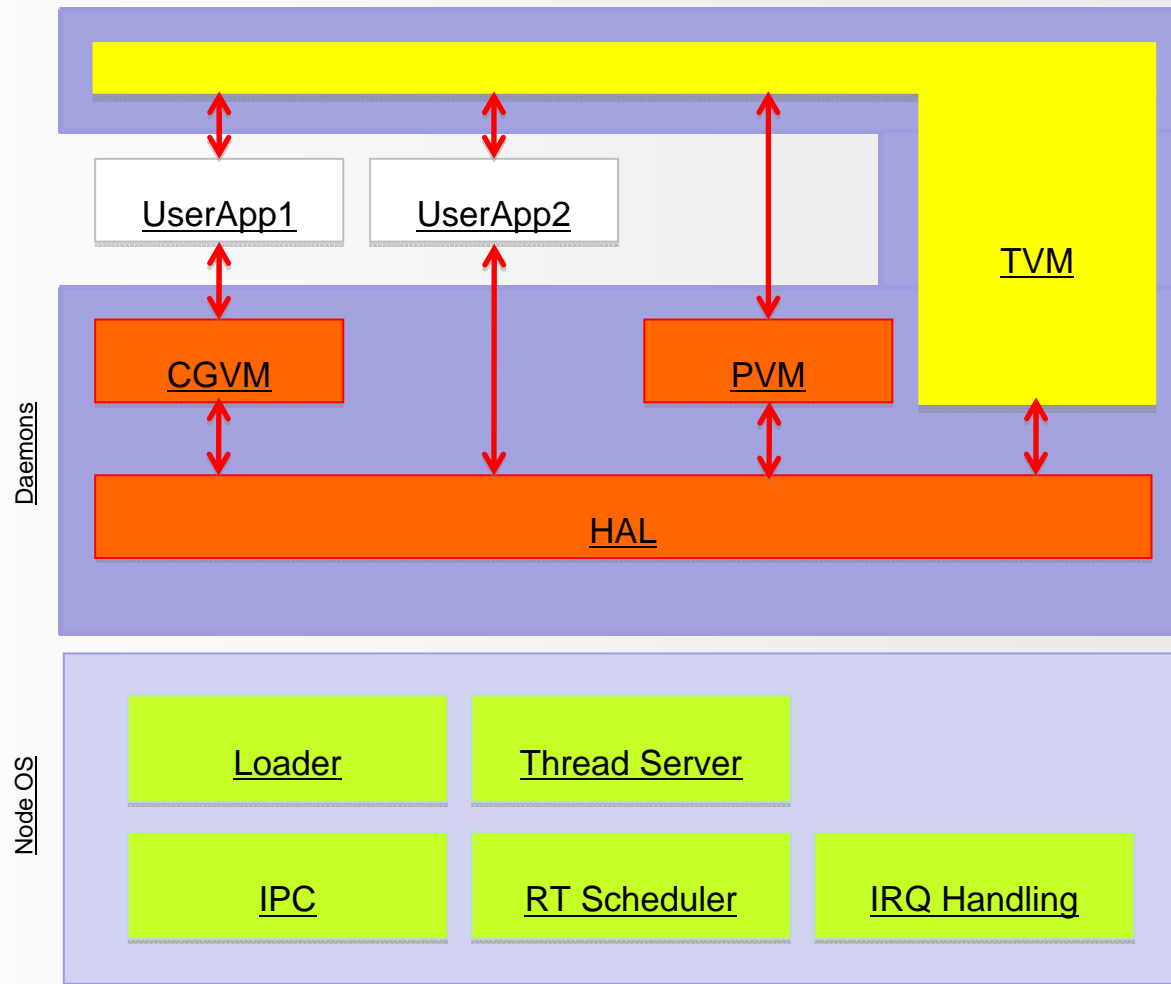 UserApp1
UserApp2
TVM
CGVM
PVM
Daemons
HAL
Loader
Thread Server
Node OS
IPC
RT Scheduler
IRQ Handling